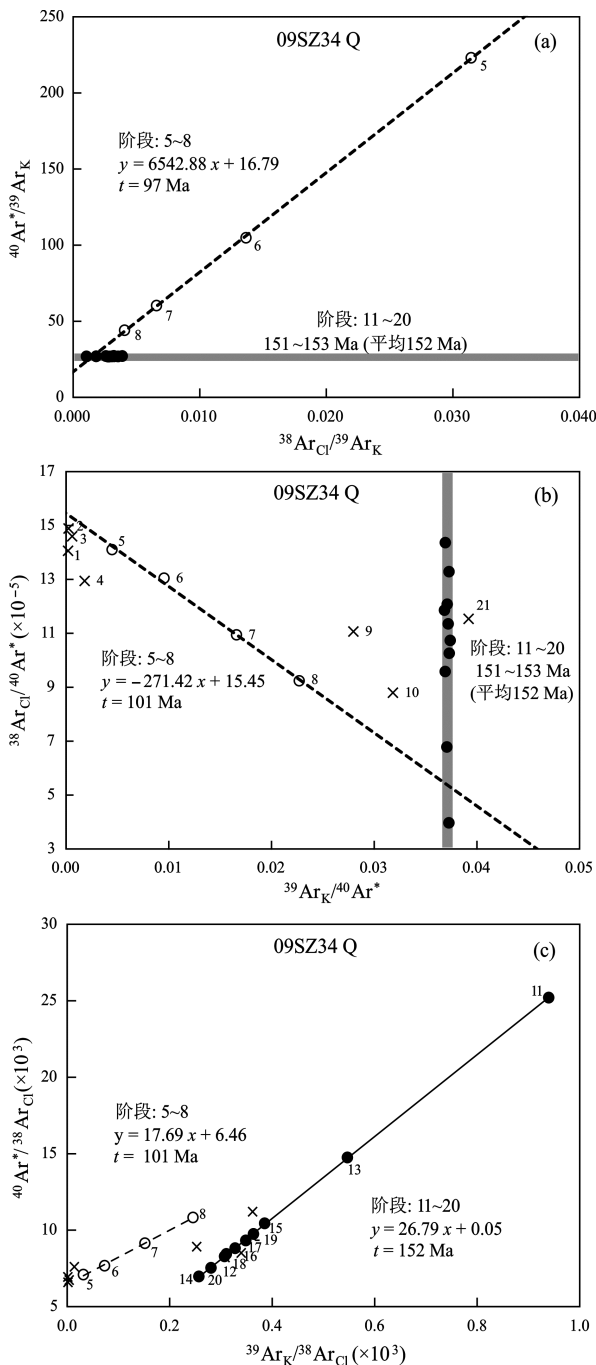 09SZ34 Q
(a)
250
200
150
100
50
0
⁴⁰Ar*/³⁹Ar_K
阶段: 5~8
y = 6542.88 x + 16.79
t = 97 Ma
5
6
7
8
阶段: 11~20
151~153 Ma (平均152 Ma)
0.000
0.010
0.020
0.030
0.040
³⁸Ar_Cl/³⁹Ar_K
09SZ34 Q
(b)
17
15
13
11
9
7
5
3
³⁸Ar_Cl/⁴⁰Ar* (×10⁻⁵)
2
3
1
4
5
6
7
8
9
10
21
阶段: 5~8
y = −271.42 x + 15.45
t = 101 Ma
阶段: 11~20
151~153 Ma
(平均152 Ma)
0.00
0.01
0.02
0.03
0.04
0.05
³⁹Ar_K/⁴⁰Ar*
09SZ34 Q
(c)
30
25
20
15
10
5
⁴⁰Ar*/³⁸Ar_Cl (×10³)
阶段: 5~8
y = 17.69 x + 6.46
t = 101 Ma
5
6
7
8
11
13
15
19
17
16
18
12
20
14
阶段: 11~20
y = 26.79 x + 0.05
t = 152 Ma
0.0
0.2
0.4
0.6
0.8
1.0
³⁹Ar_K/³⁸Ar_Cl (×10³)